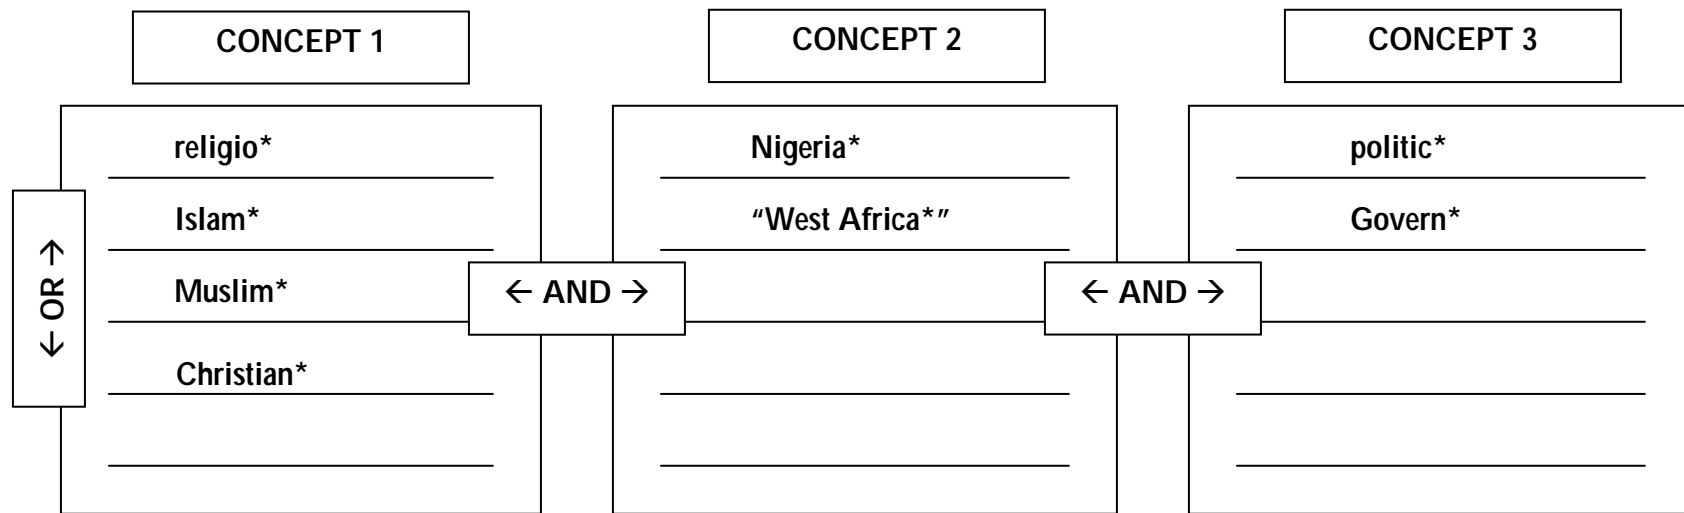 CONCEPT 1
CONCEPT 2
CONCEPT 3
religio*
Nigeria*
politic*
Islam*
“West Africa*”
Govern*
← OR →
Muslim*
← AND →
← AND →
Christian*